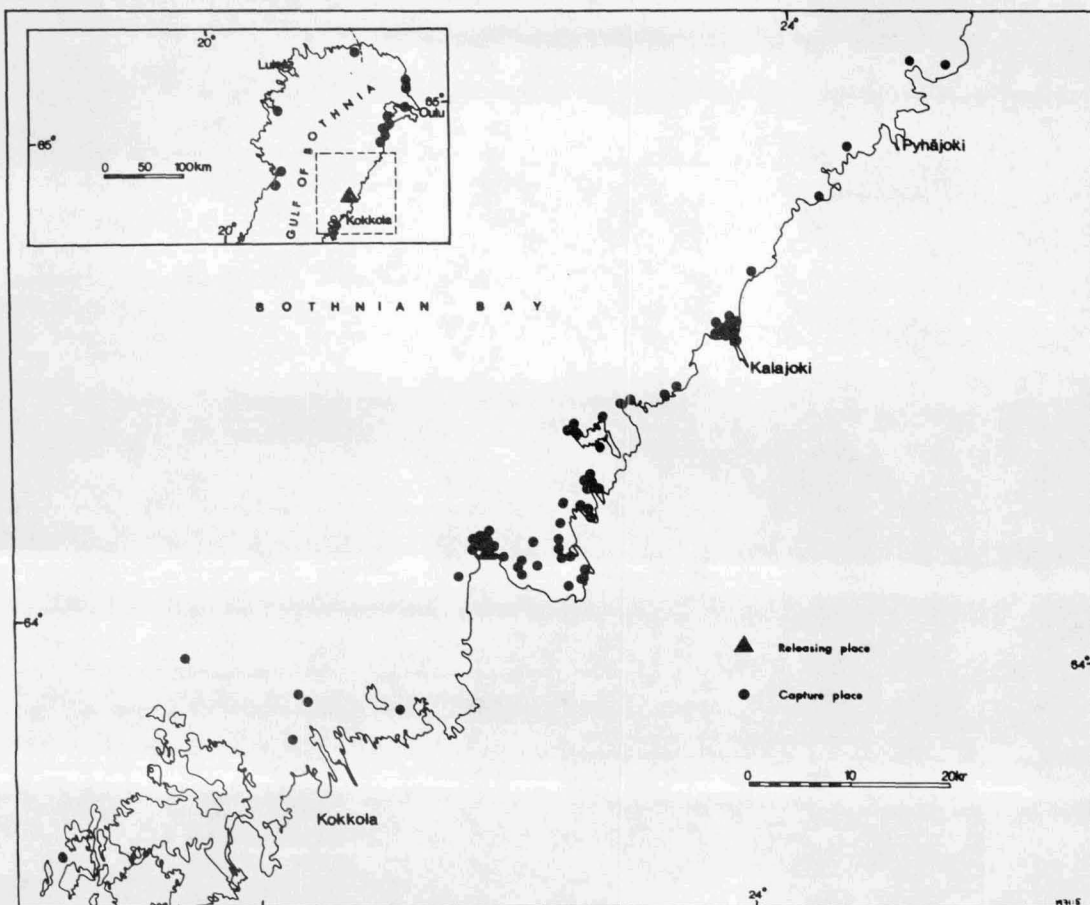 24°
20°
Luleå
GULF OF BOTHNIA
65°
Oulu
65°
0 50 100km
Kokkola
20°
Pyhäjoki
BOTHNIAN BAY
Kalajoki
64°
64°
Releasing place
Capture place
0 10 20k
Kokkola
24°